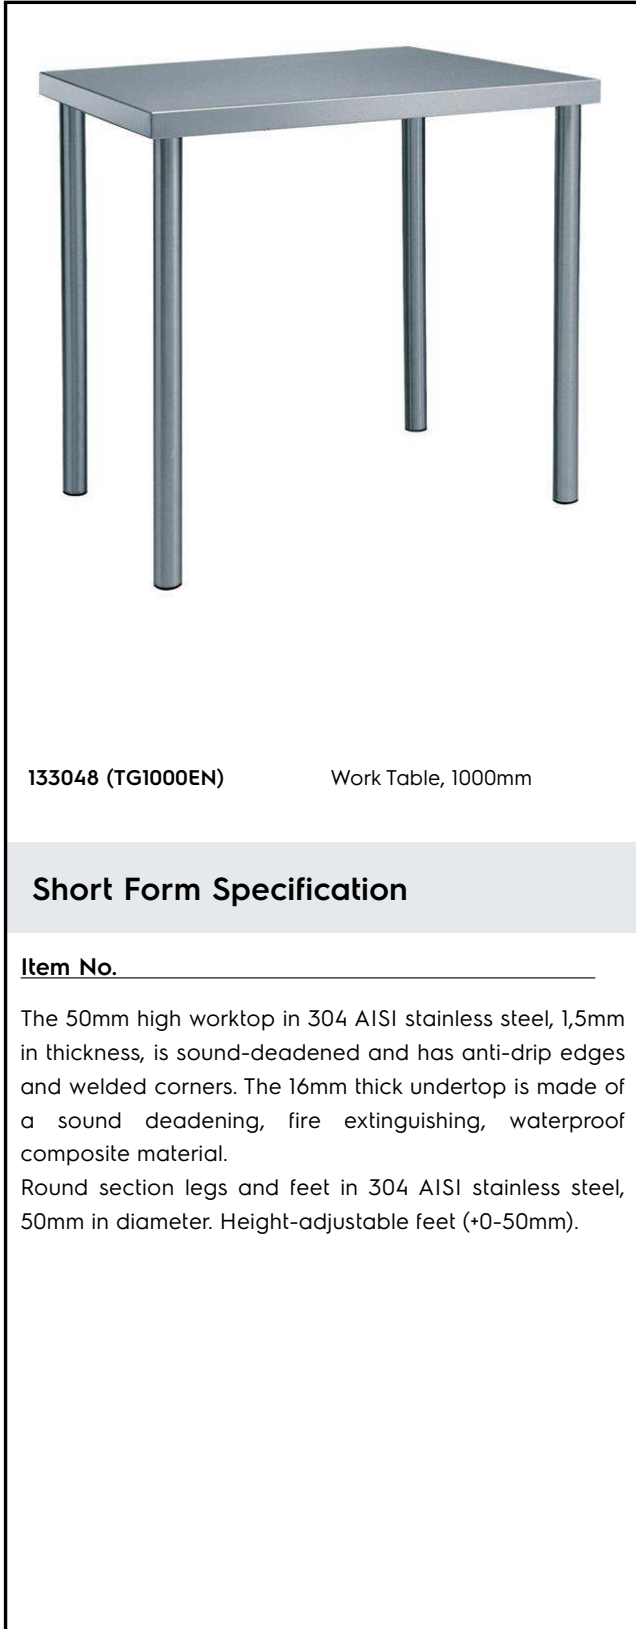 133048 (TG1000EN) Work Table, 1000mm
Short Form Specification
Item No.
The 50mm high worktop in 304 AISI stainless steel, 1,5mm
in thickness, is sound-deadened and has anti-drip edges
and welded corners. The 16mm thick undertop is made of
a sound deadening, fire extinguishing, waterproof
composite material.
Round section legs and feet in 304 AISI stainless steel,
50mm in diameter. Height-adjustable feet (+0-50mm).